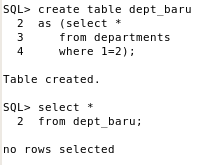 SQL> create table dept_baru
2 as (select *
3 from departments
4 where 1=2);
Table created.
SQL> select *
2 from dept_baru;
no rows selected